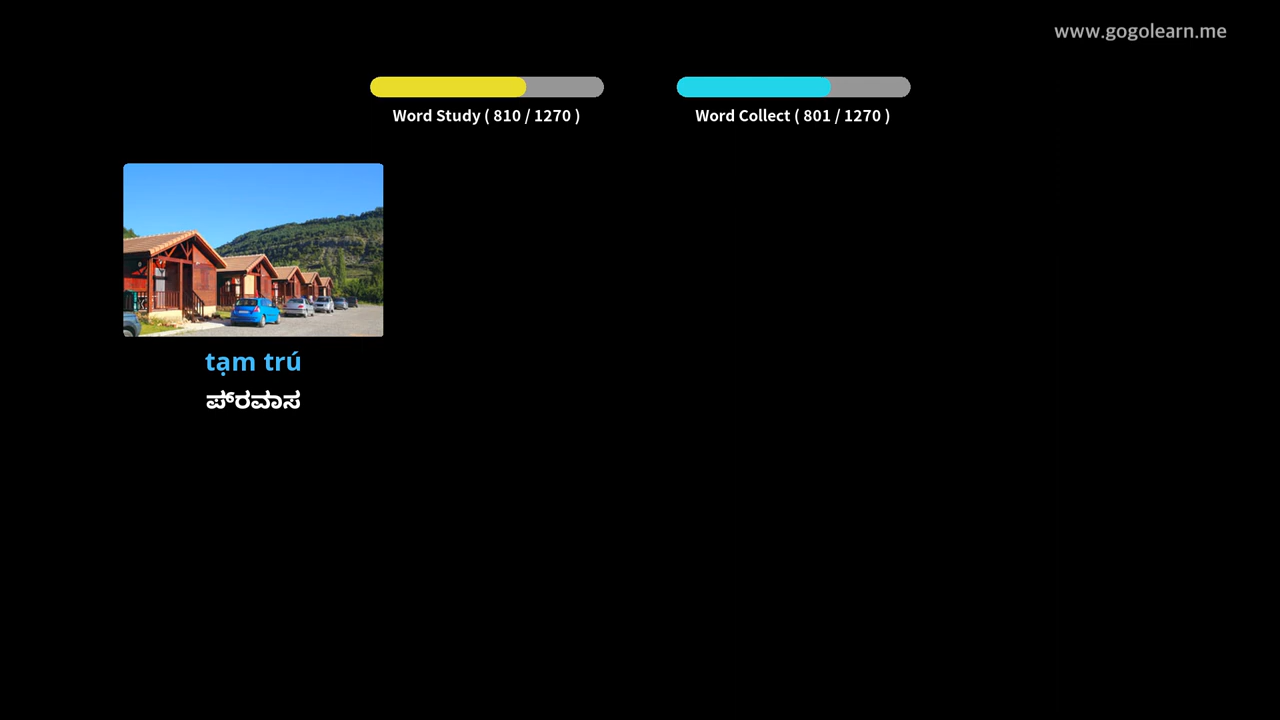 www.gogolearn.me
Word Study ( 810 / 1270 )
Word Collect ( 801 / 1270 )
tạm trú
ಪ್ರವಾಸ